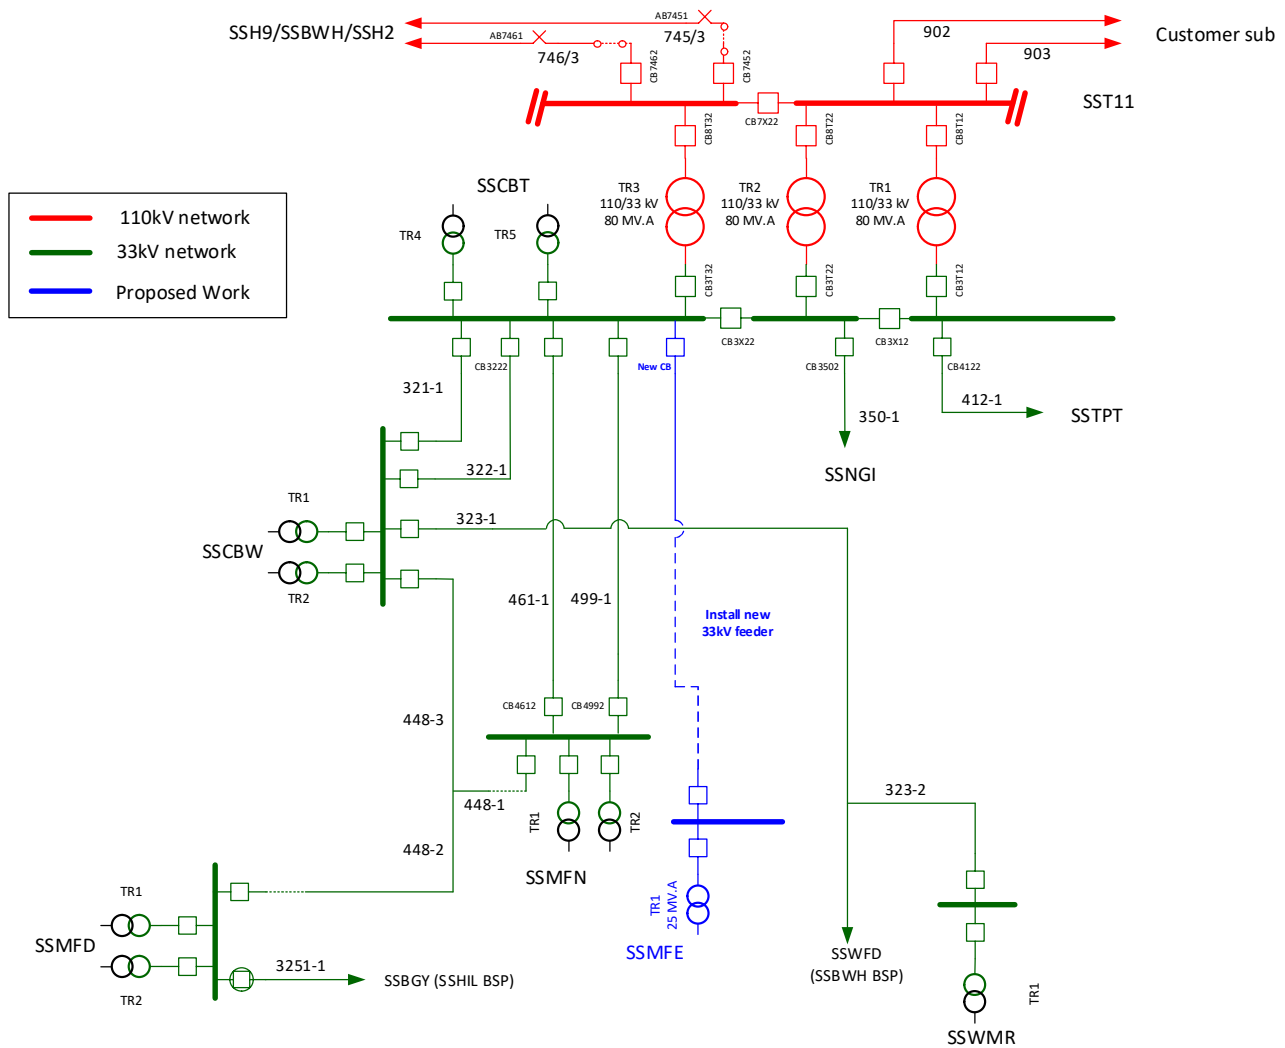 AB7451
SSH9/SSBWH/SSH2
AB7461
745/3
746/3
902
903
Customer sub
CB7462
CB7452
SST11
CB7X22
CB8T32
CB8T22
CB8T12
110kV network
33kV network
Proposed Work
SSCBT
TR4
TR5
TR3
110/33 kV
80 MV.A
TR2
110/33 kV
80 MV.A
TR1
110/33 kV
80 MV.A
CB3T32
CB3T22
CB3T12
CB3X22
CB3X12
CB3222
New CB
CB3502
CB4122
321-1
350-1
412-1
SSTPT
SSNGI
322-1
TR1
323-1
SSCBW
TR2
461-1
499-1
Install new
33kV feeder
CB4612
CB4992
448-3
448-1
323-2
TR1
TR2
448-2
SSMFN
TR1
TR1
25 MV.A
SSMFD
SSMFE
SSWFD
(SSBWH BSP)
3251-1
SSBGY (SSHIL BSP)
TR2
TR1
SSWMR